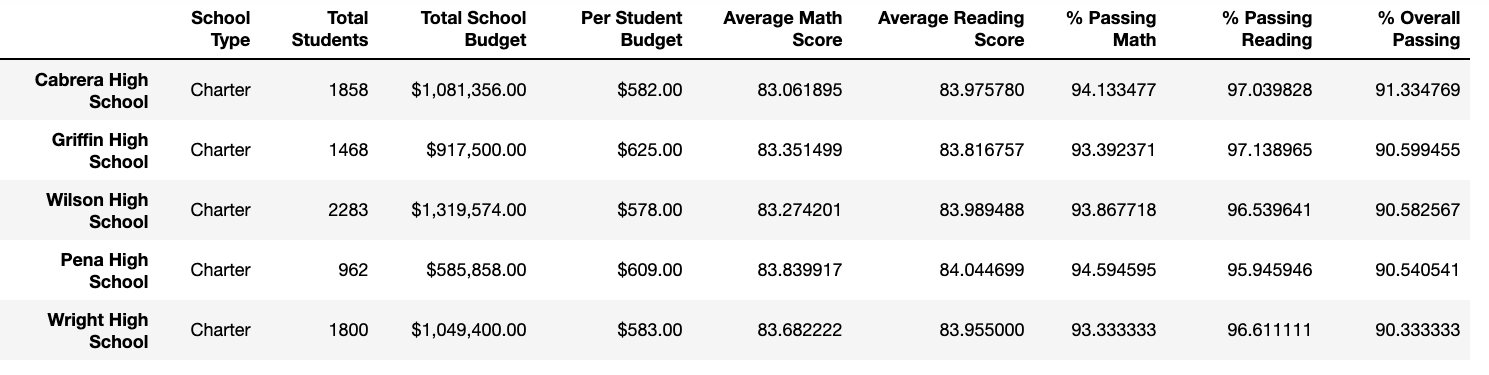 School Type Total Students Total School Budget Per Student Budget Average Math Score Average Reading Score % Passing Math % Passing Reading % Overall Passing
Cabrera High School Charter 1858 $1,081,356.00 $582.00 83.061895 83.975780 94.133477 97.039828 91.334769
Griffin High School Charter 1468 $917,500.00 $625.00 83.351499 83.816757 93.392371 97.138965 90.599455
Wilson High School Charter 2283 $1,319,574.00 $578.00 83.274201 83.989488 93.867718 96.539641 90.582567
Pena High School Charter 962 $585,858.00 $609.00 83.839917 84.044699 94.594595 95.945946 90.540541
Wright High School Charter 1800 $1,049,400.00 $583.00 83.682222 83.955000 93.333333 96.611111 90.333333